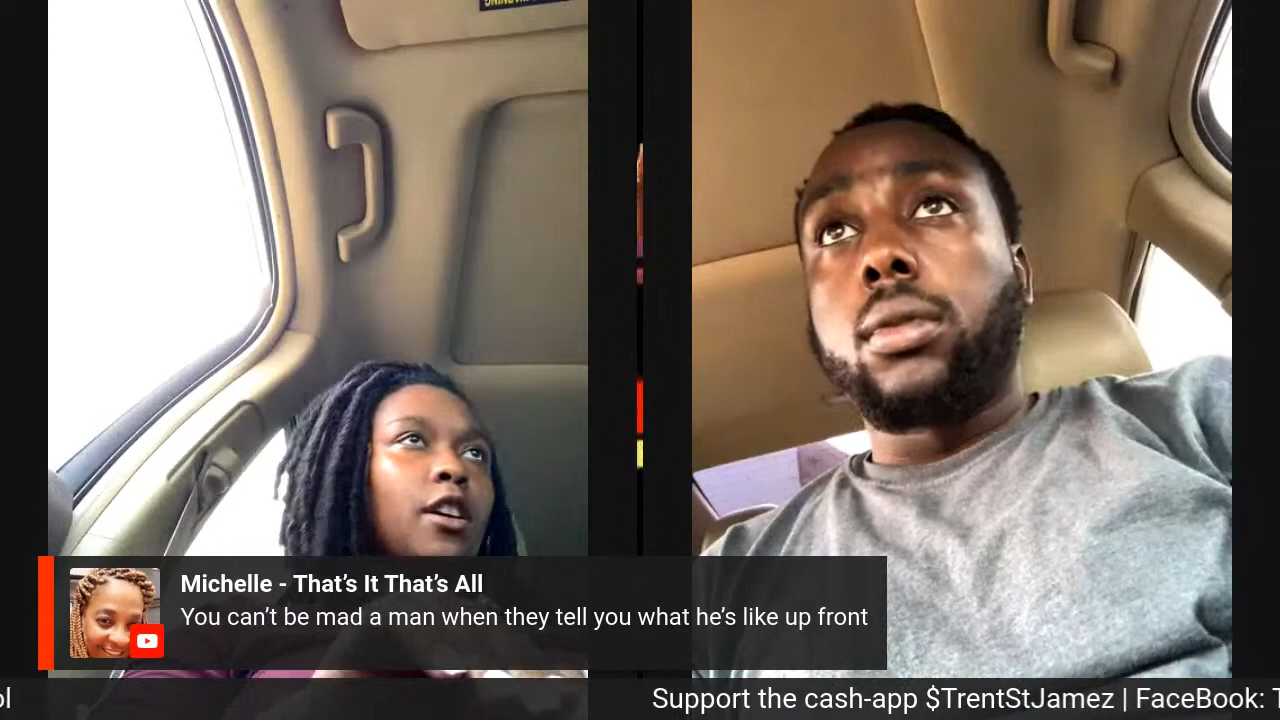 Michelle - That’s It That’s All
You can’t be mad a man when they tell you what he’s like up front
Support the cash-app $TrentStJamez | FaceBook: